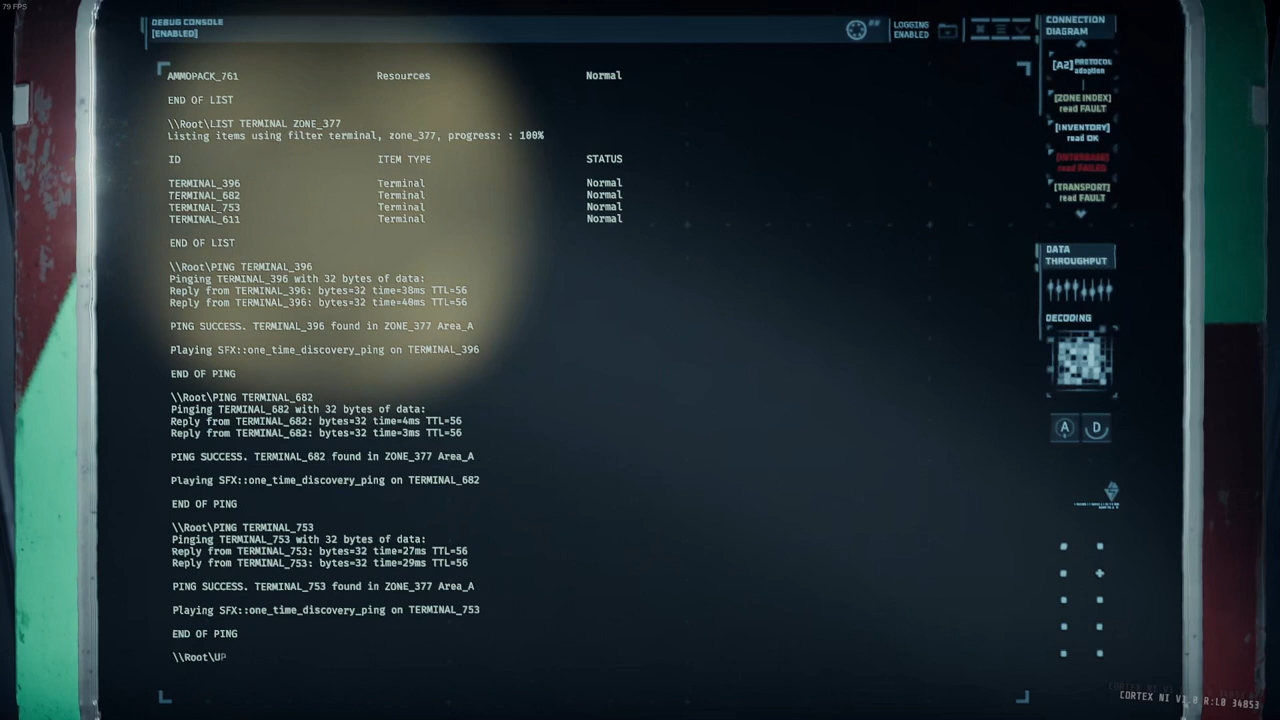 79 FPS
DEBUG CONSOLE
[ENABLED]
LOGGING
ENABLED
CONNECTION
DIAGRAM
AMMOPACK_761 Resources Normal
END OF LIST
\\Root\LIST TERMINAL ZONE_377
Listing items using filter terminal, zone_377, progress: : 100%
ID ITEM TYPE STATUS
TERMINAL_396 Terminal Normal
TERMINAL_682 Terminal Normal
TERMINAL_753 Terminal Normal
TERMINAL_611 Terminal Normal
END OF LIST
\\Root\PING TERMINAL_396
Pinging TERMINAL_396 with 32 bytes of data:
Reply from TERMINAL_396: bytes=32 time=38ms TTL=56
Reply from TERMINAL_396: bytes=32 time=40ms TTL=56
PING SUCCESS. TERMINAL_396 found in ZONE_377 Area_A
Playing SFX::one_time_discovery_ping on TERMINAL_396
END OF PING
\\Root\PING TERMINAL_682
Pinging TERMINAL_682 with 32 bytes of data:
Reply from TERMINAL_682: bytes=32 time=4ms TTL=56
Reply from TERMINAL_682: bytes=32 time=3ms TTL=56
PING SUCCESS. TERMINAL_682 found in ZONE_377 Area_A
Playing SFX::one_time_discovery_ping on TERMINAL_682
END OF PING
\\Root\PING TERMINAL_753
Pinging TERMINAL_753 with 32 bytes of data:
Reply from TERMINAL_753: bytes=32 time=27ms TTL=56
Reply from TERMINAL_753: bytes=32 time=29ms TTL=56
PING SUCCESS. TERMINAL_753 found in ZONE_377 Area_A
Playing SFX::one_time_discovery_ping on TERMINAL_753
END OF PING
\\Root\UP
[A2] PROTOCOL
adaption
[ZONE INDEX]
read FAULT
[INVENTORY]
read OK
read FAILED
[TRANSPORT]
read FAULT
DATA
THROUGHPUT
DECODING
A D
CORTEX NI V1.0 R:L0 34853